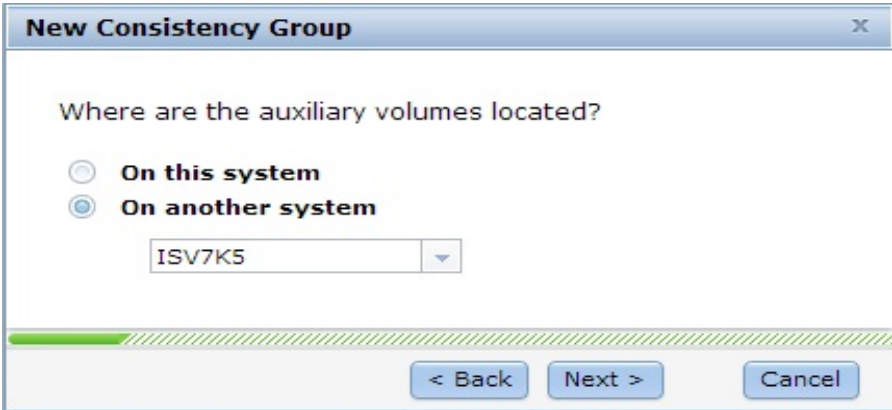 New Consistency Group
x
Where are the auxiliary volumes located?
On this system
On another system
ISV7K5
< Back Next > Cancel